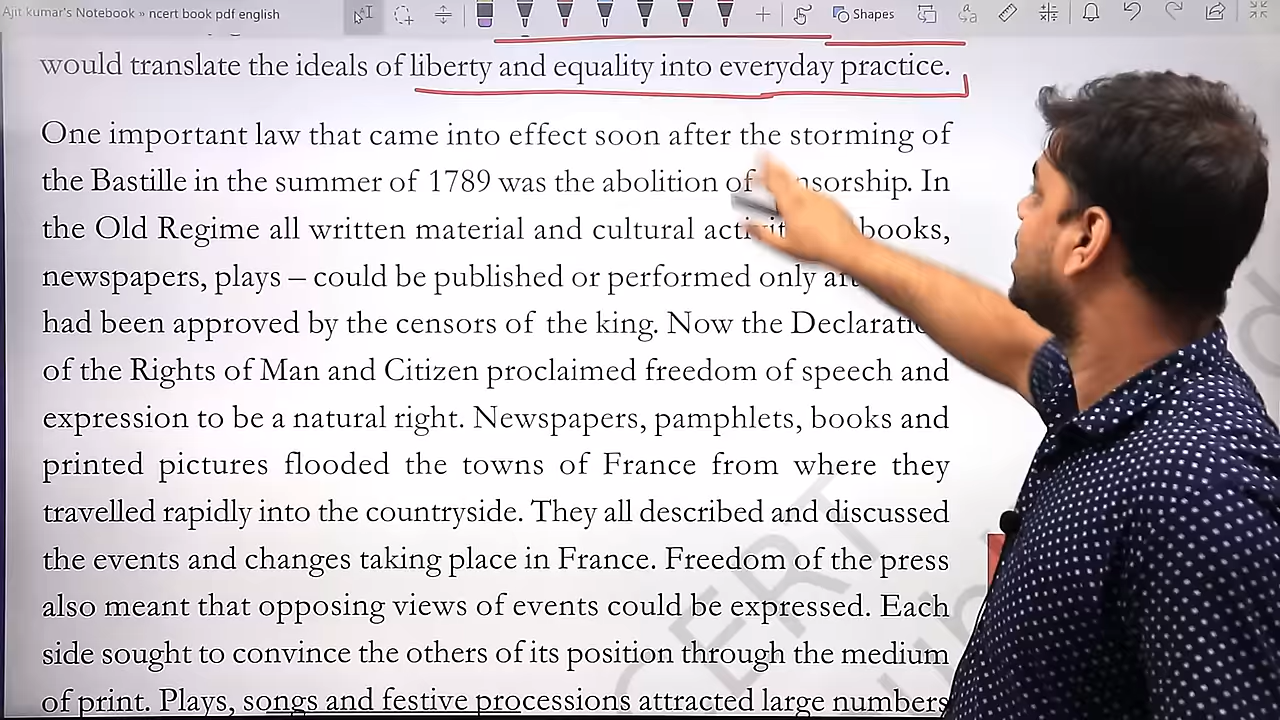 Ajit kumar's Notebook » ncert book pdf english
Shapes
would translate the ideals of liberty and equality into everyday practice.
One important law that came into effect soon after the storming of
the Bastille in the summer of 1789 was the abolition of censorship. In
the Old Regime all written material and cultural activities books,
newspapers, plays – could be published or performed only
had been approved by the censors of the king. Now the Declaration
of the Rights of Man and Citizen proclaimed freedom of speech and
expression to be a natural right. Newspapers, pamphlets, books and
printed pictures flooded the towns of France from where they
travelled rapidly into the countryside. They all described and discussed
the events and changes taking place in France. Freedom of the press
also meant that opposing views of events could be expressed. Each
side sought to convince the others of its position through the medium
of print. Plays, songs and festive processions attracted large numbers